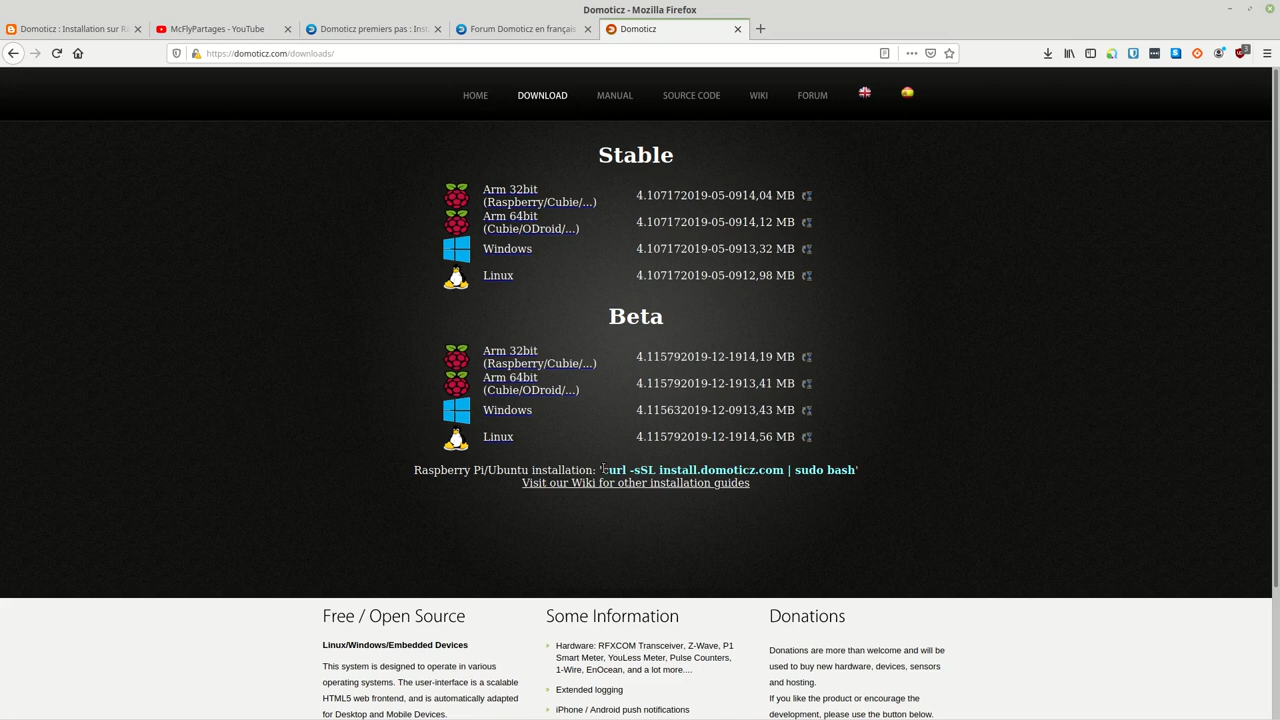 Domoticz - Mozilla Firefox
Domoticz : Installation sur Ra
McFlyPartages - YouTube
Domoticz premiers pas : Inst
Forum Domoticz en français
Domoticz
https://domoticz.com/downloads/
3
HOME DOWNLOAD MANUAL SOURCE CODE WIKI FORUM
Stable
Arm 32bit
(Raspberry/Cubie/...) 4.107172019-05-0914,04 MB
Arm 64bit
(Cubie/ODroid/...) 4.107172019-05-0914,12 MB
Windows 4.107172019-05-0913,32 MB
Linux 4.107172019-05-0912,98 MB
Beta
Arm 32bit
(Raspberry/Cubie/...) 4.115792019-12-1914,19 MB
Arm 64bit
(Cubie/ODroid/...) 4.115792019-12-1913,41 MB
Windows 4.115632019-12-0913,43 MB
Linux 4.115792019-12-1914,56 MB
Raspberry Pi/Ubuntu installation: 'curl -sSL install.domoticz.com | sudo bash'
Visit our Wiki for other installation guides
Free / Open Source
Linux/Windows/Embedded Devices
This system is designed to operate in various
operating systems. The user-interface is a scalable
HTML5 web frontend, and is automatically adapted
for Desktop and Mobile Devices.
Some Information
Hardware: RFXCOM Transceiver, Z-Wave, P1
Smart Meter, YouLess Meter, Pulse Counters,
1-Wire, EnOcean, and a lot more....
Extended logging
iPhone / Android push notifications
Donations
Donations are more than welcome and will be
used to buy new hardware, devices, sensors
and hosting.
If you like the product or encourage the
development, please use the button below.